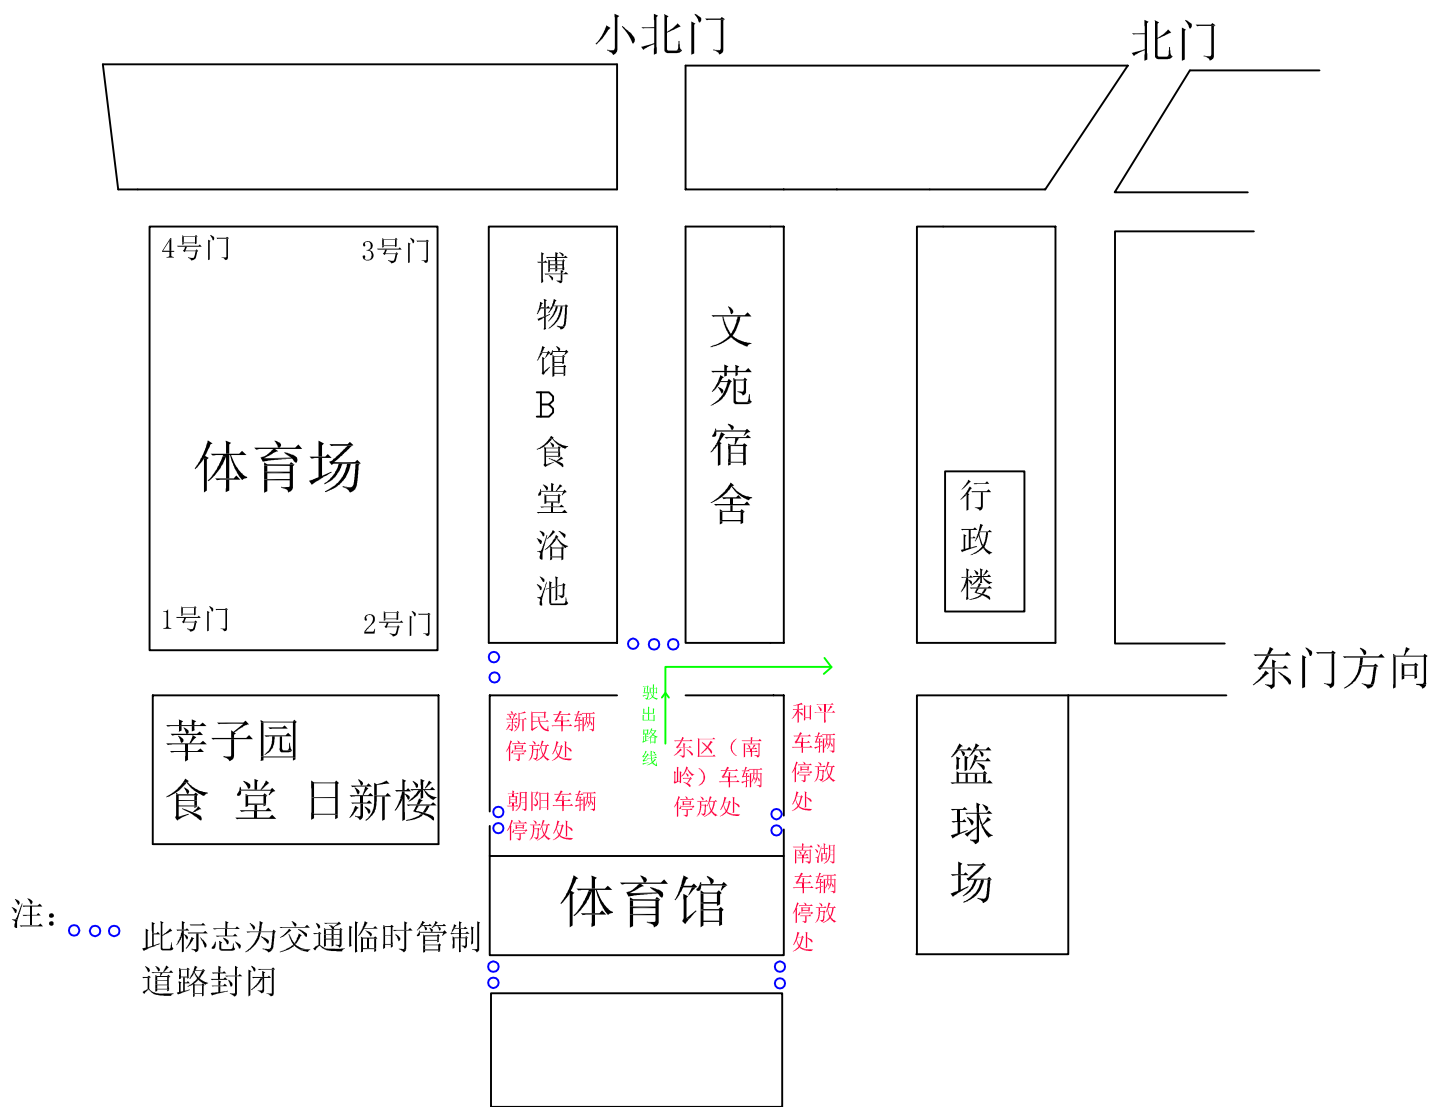 小北门
北门
4号门
3号门
博物馆B食堂浴池
文苑宿舍
体育场
行政楼
1号门
2号门
东门方向
驶出路线
新民车辆
停放处
东区（南
岭）车辆
停放处
和平
车辆
停放
处
莘子园
食 堂 日新楼
朝阳车辆
停放处
篮球场
南湖
车辆
停放
处
体育馆
注：
此标志为交通临时管制
道路封闭